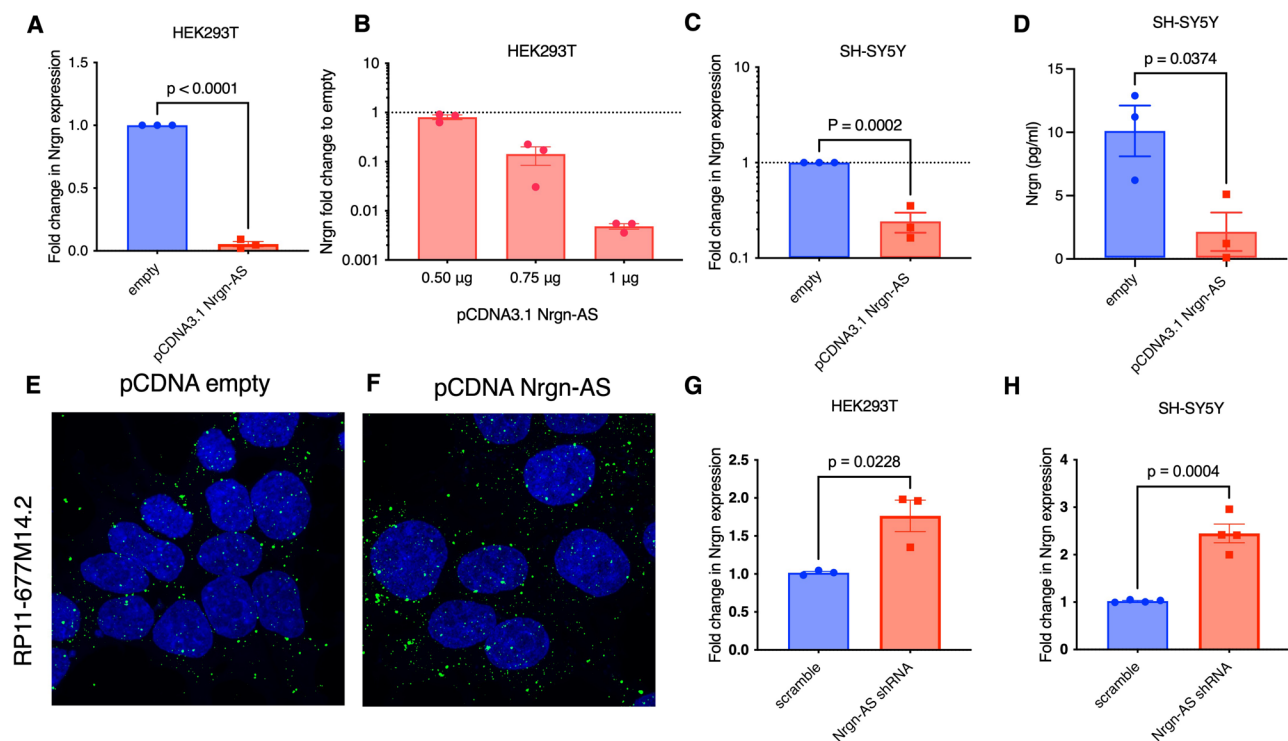 A
HEK293T
Fold change in Nrgn expression
1.5
1.0
0.5
0.0
p < 0.0001
empty
pCDNA3.1 Nrgn-AS
B
HEK293T
Nrgn fold change to empty
10
1
0.1
0.01
0.001
0.50 µg
0.75 µg
1 µg
pCDNA3.1 Nrgn-AS
C
SH-SY5Y
Fold change in Nrgn expression
10
1
0.1
P = 0.0002
empty
pCDNA3.1 Nrgn-AS
D
SH-SY5Y
Nrgn (pg/ml)
15
10
5
0
p = 0.0374
empty
pCDNA3.1 Nrgn-AS
E
pCDNA empty
RP11-677M14.2
F
pCDNA Nrgn-AS
G
HEK293T
Fold change in Nrgn expression
2.5
2.0
1.5
1.0
0.5
0.0
p = 0.0228
scramble
Nrgn-AS shRNA
H
SH-SY5Y
Fold change in Nrgn expression
4
3
2
1
0
p = 0.0004
scramble
Nrgn-AS shRNA